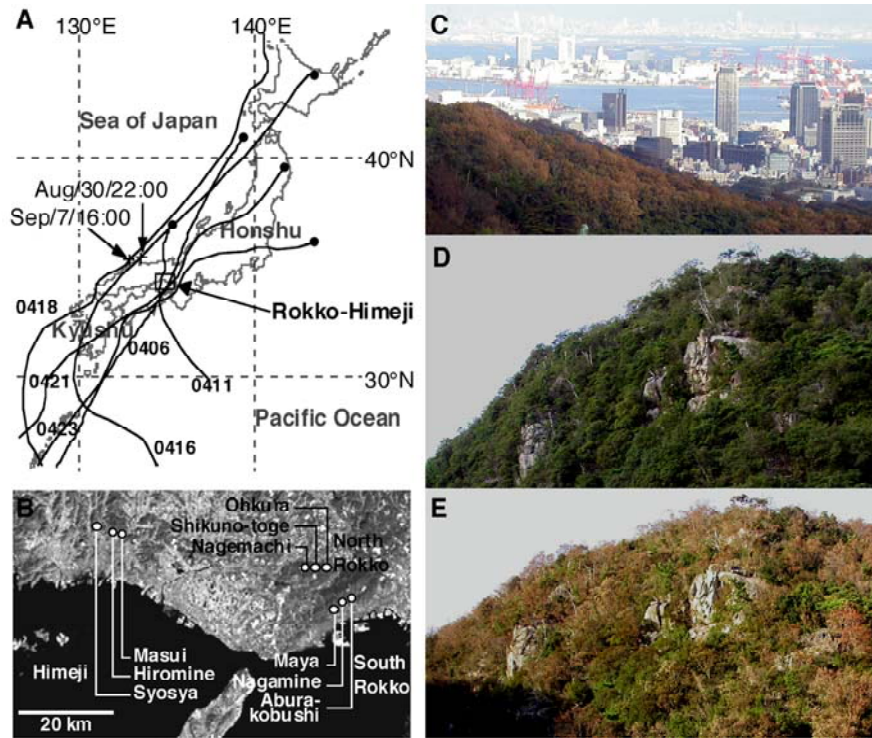 A
130°E
140°E
Sea of Japan
40°N
Aug/30/22:00
Sep/7/16:00
Honshu
0418
Rokko-Himeji
Kyushu
0406
0421
0411
30°N
0423
0416
Pacific Ocean
B
Ohkura
Shikuno-toge
North
Nagemachi
Rokko
Masui
Himeji
Hiromine
Syosya
Maya
South
Nagamine
Rokko
Abura-
kobushi
20 km
C
D
E